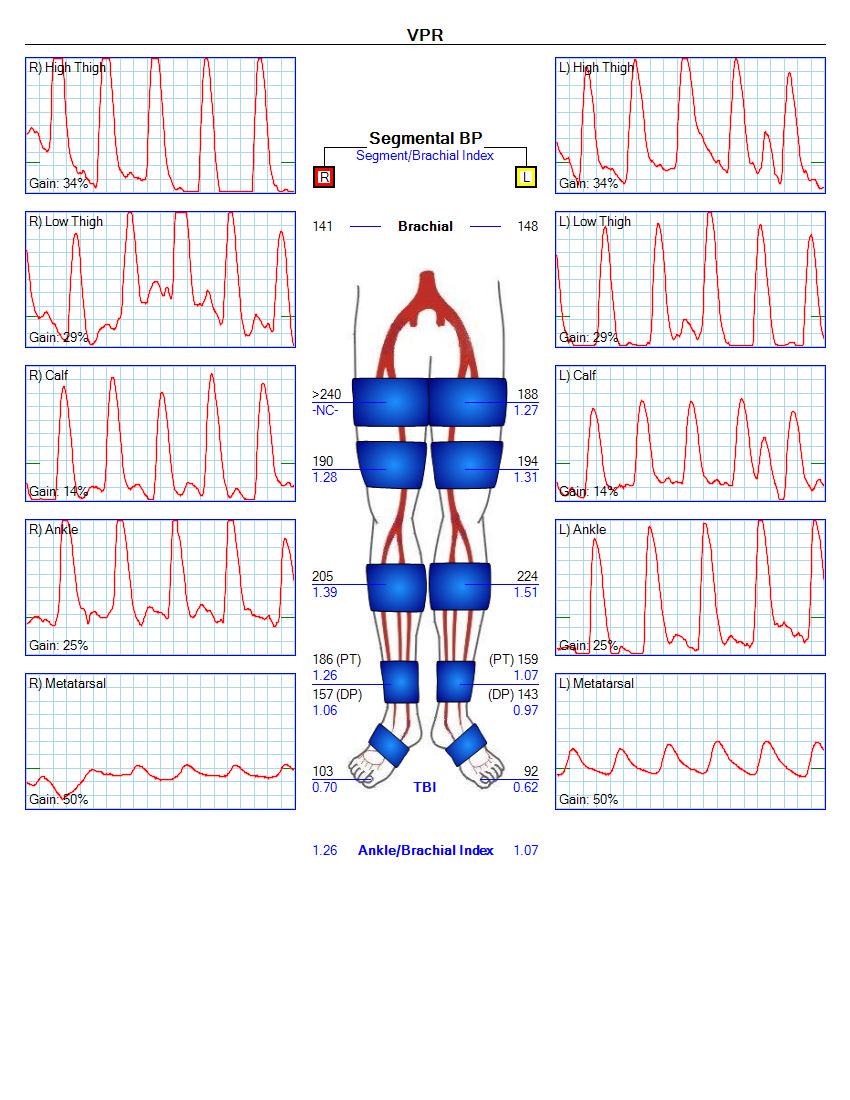 VPR
R) High Thigh
Gain: 34%
R) Low Thigh
Gain: 29%
R) Calf
Gain: 14%
R) Ankle
Gain: 25%
R) Metatarsal
Gain: 50%
Segmental BP
Segment/Brachial Index
R L
141 Brachial 148
>240 188
-NC- 1.27
190 194
1.28 1.31
205 224
1.39 1.51
186 (PT) (PT) 159
1.26 1.07
157 (DP) (DP) 143
1.06 0.97
103 92
0.70 TBI 0.62
1.26 Ankle/Brachial Index 1.07
L) High Thigh
Gain: 34%
L) Low Thigh
Gain: 29%
L) Calf
Gain: 14%
L) Ankle
Gain: 25%
L) Metatarsal
Gain: 50%